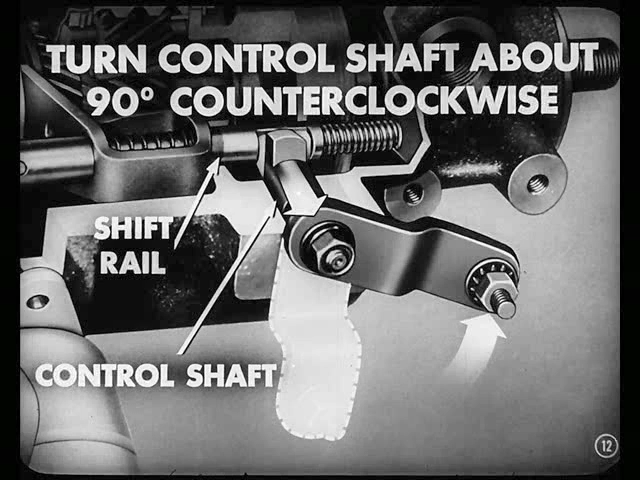 TURN CONTROL SHAFT ABOUT
90° COUNTERCLOCKWISE
SHIFT
RAIL
CONTROL SHAFT
12